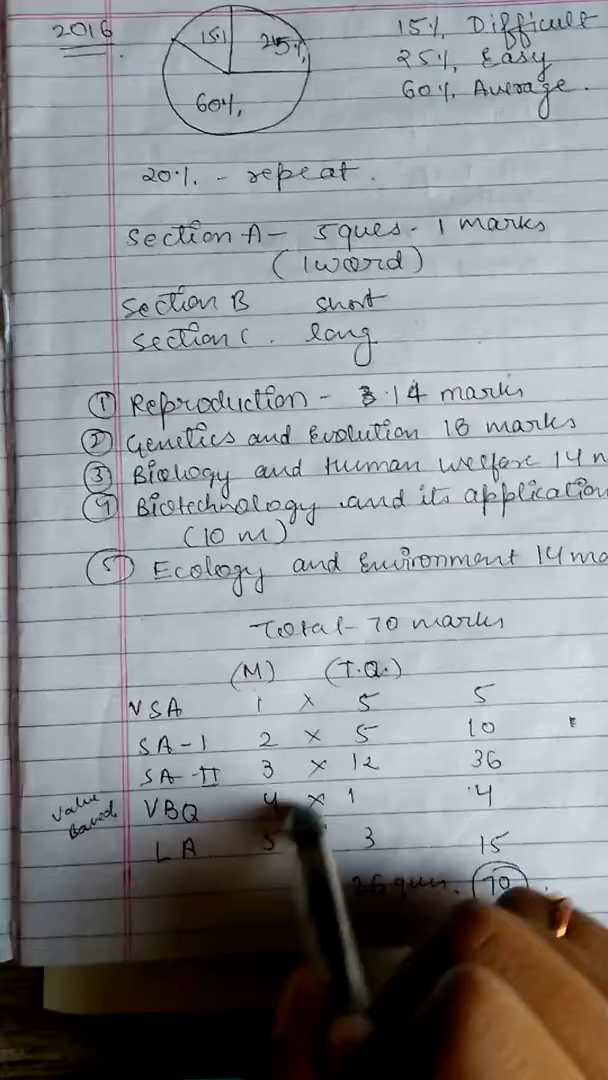 2016
15%
25%
60%
15% Difficult
25% Easy
60% Average.
20%. - repeat.
Section A- 5 ques. 1 marks
(1 word)
Section B short
Section C. long
① Reproduction - 14 marks
② Genetics and Evolution 18 marks
③ Biology and Human welfare 14 m
④ Biotechnology and its application
(10 m)
⑤ Ecology and Environment 14 ma
Total- 70 marks
(M) (T.Q.)
VSA 1 x 5 5
SA-I 2 x 5 10
SA-II 3 x 12 36
Value Based VBQ 4 x 1 4
LA 5 3 15
26 ques. 70